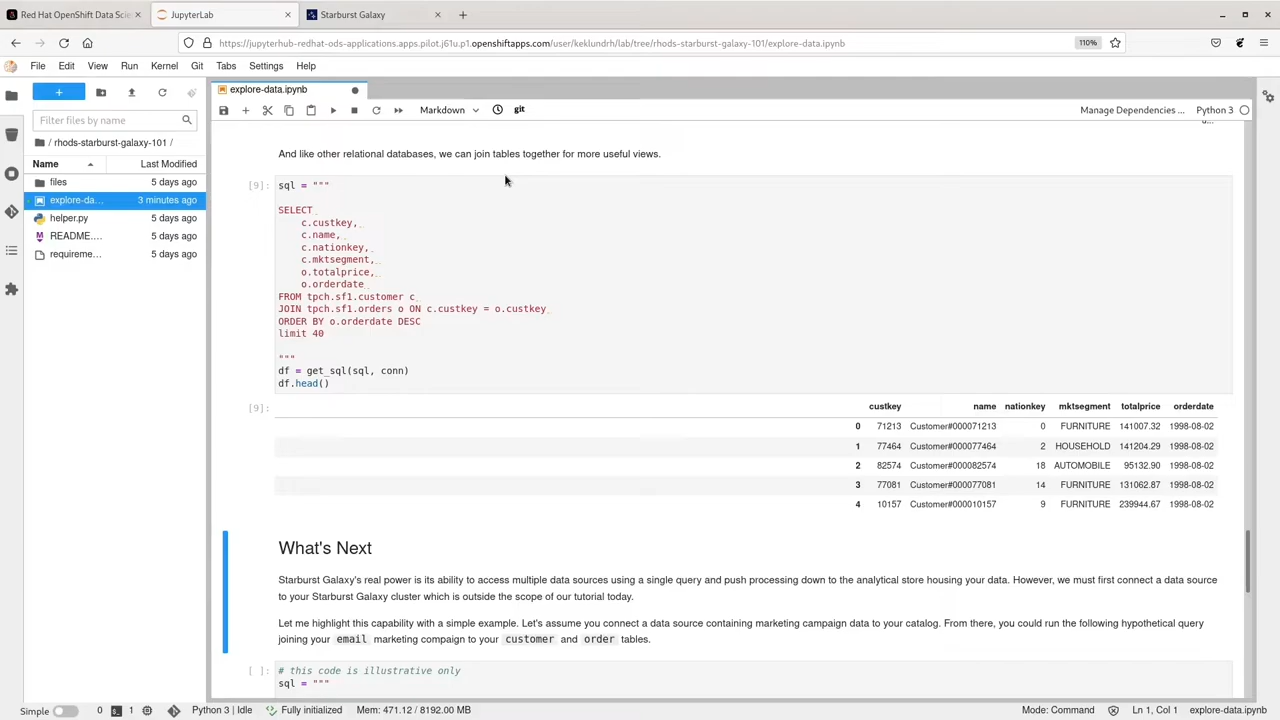 Red Hat OpenShift Data Scien
JupyterLab
Starburst Galaxy
https://jupyterhub-redhat-ods-applications.apps.pilot.j61u.p1.openshiftapps.com/user/keklundrh/lab/tree/rhods-starburst-galaxy-101/explore-data.ipynb
110%
File Edit View Run Kernel Git Tabs Settings Help
explore-data.ipynb
Markdown
git
Manage Dependencies ...
Python 3
Filter files by name
/ rhods-starburst-galaxy-101 /
Name Last Modified
files 5 days ago
explore-da... 3 minutes ago
helper.py 5 days ago
README.... 5 days ago
requireme... 5 days ago
And like other relational databases, we can join tables together for more useful views.
[9]: sql = """
SELECT
c.custkey,
c.name,
c.nationkey,
c.mktsegment,
o.totalprice,
o.orderdate
FROM tpch.sf1.customer c
JOIN tpch.sf1.orders o ON c.custkey = o.custkey
ORDER BY o.orderdate DESC
limit 40
"""
df = get_sql(sql, conn)
df.head()
[9]: custkey name nationkey mktsegment totalprice orderdate
0 71213 Customer#000071213 0 FURNITURE 141007.32 1998-08-02
1 77464 Customer#000077464 2 HOUSEHOLD 141204.29 1998-08-02
2 82574 Customer#000082574 18 AUTOMOBILE 95132.90 1998-08-02
3 77081 Customer#000077081 14 FURNITURE 131062.87 1998-08-02
4 10157 Customer#000010157 9 FURNITURE 239944.67 1998-08-02
What's Next
Starburst Galaxy's real power is its ability to access multiple data sources using a single query and push processing down to the analytical store housing your data. However, we must first connect a data source
to your Starburst Galaxy cluster which is outside the scope of our tutorial today.
Let me highlight this capability with a simple example. Let's assume you connect a data source containing marketing campaign data to your catalog. From there, you could run the following hypothetical query
joining your email marketing compaign to your customer and order tables.
[ ]: # this code is illustrative only
sql = """
Simple 0 1 Python 3 | Idle Fully initialized Mem: 471.12 / 8192.00 MB Mode: Command Ln 1, Col 1 explore-data.ipynb